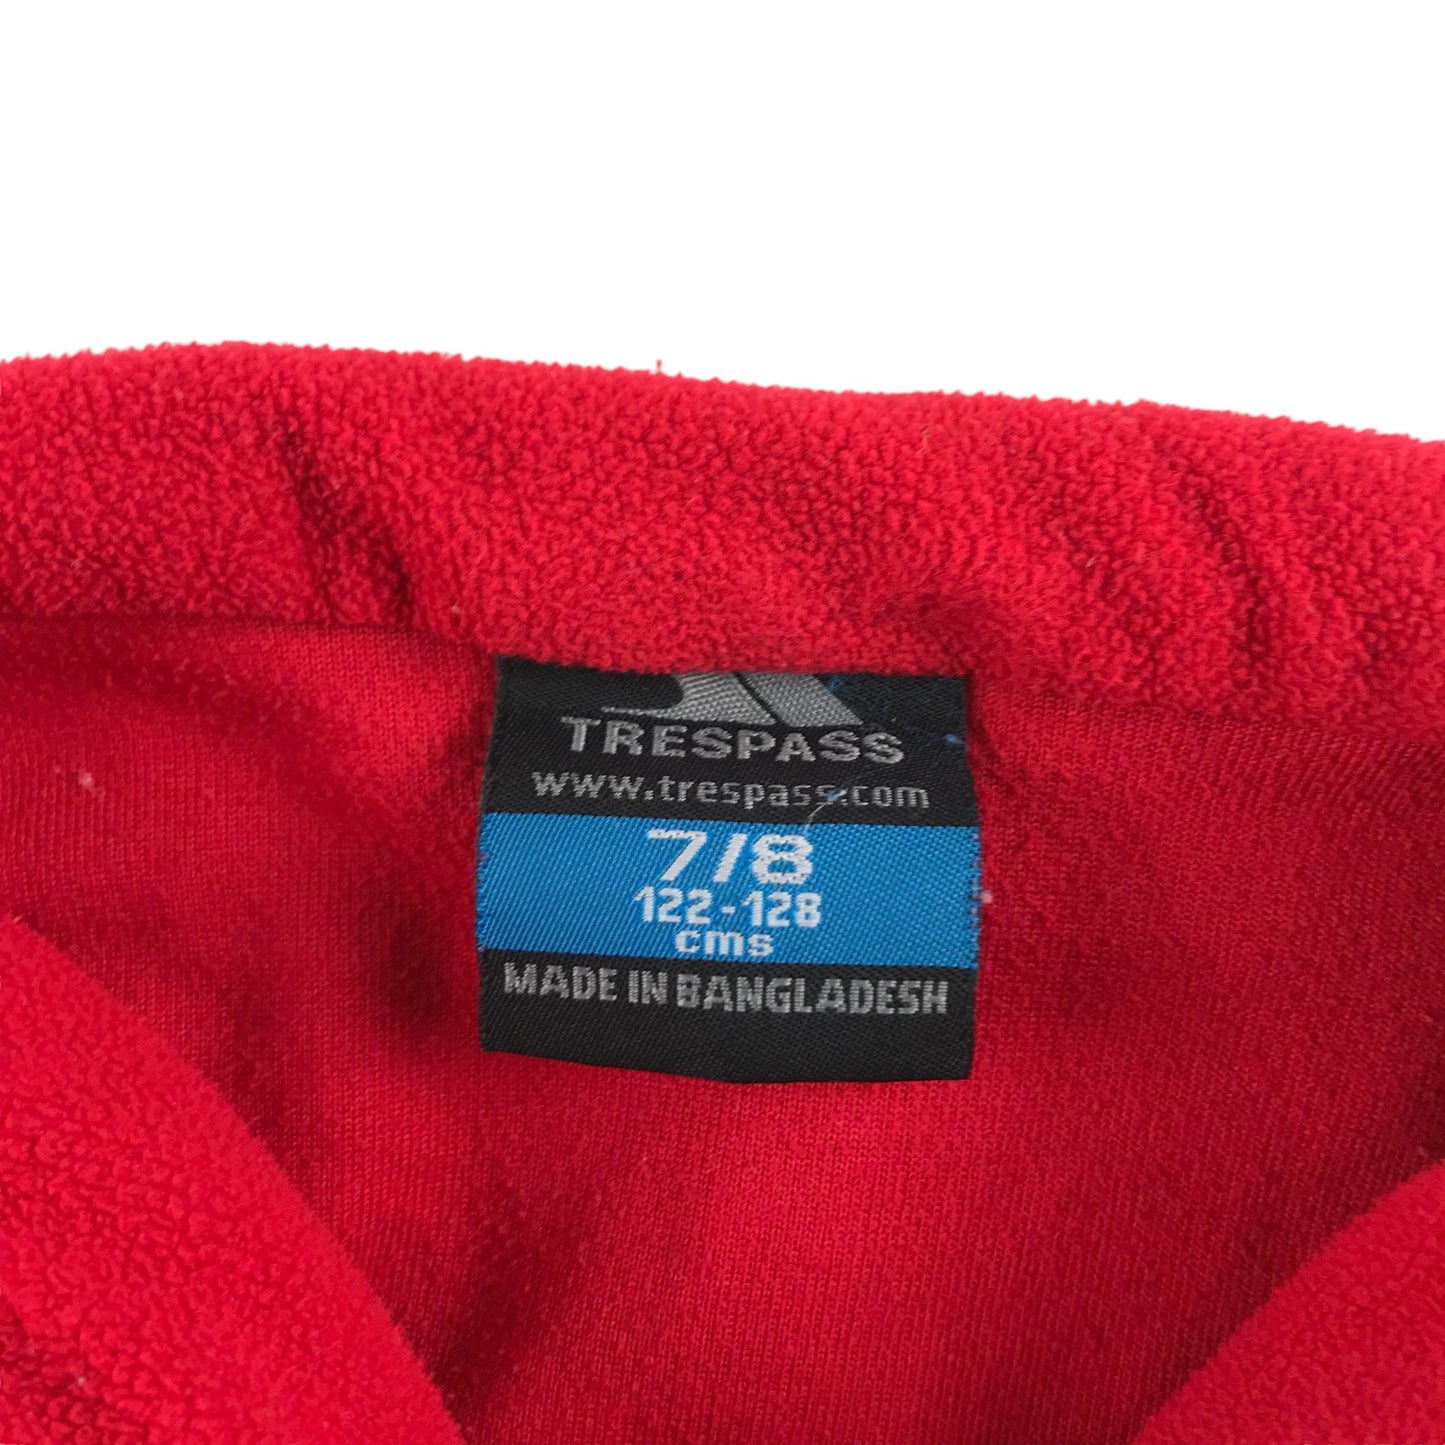 TRESPASS
www.trespass.com
7/8
122-128
cms
MADE IN BANGLADESH